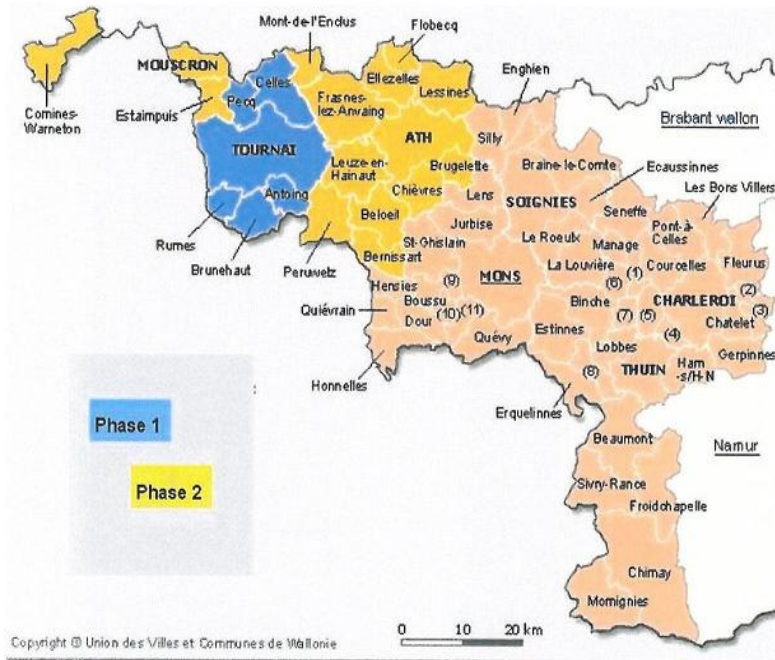 Mont-de-l'Enclus
Flobecq
MOUSCRON
Celles
Ellezelles
Enghien
Comines-
Warneton
Estaimpuis
Pecq
Frasnes-
lez-Anvaing
Lessines
Brabant wallon
ATH
Silly
TOURNAI
Leuze-en-
Hainaut
Brugelette
Braine-le-Comte
Ecaussinnes
Antoing
Chièvres
Lens
SOIGNIES
Les Bons Villers
Beloeil
Jurbise
Seneffe
Pont-à-
Celles
Rumes
St-Ghislain
Le Roeulx
Manage
Brunehaut
Peruwelz
Bernissart
MONS
La Louvière
(1)
Courcelles
Fleurus
Hensies
(9)
(6)
(2)
Quiévrain
Boussu
Binche
CHARLEROI
(3)
Dour
(10)
(11)
(7)
(5)
Chatelet
Quévy
Estinnes
(4)
Lobbes
Gerpinnes
Honnelles
(8)
THUIN
Ham
-s/H-N
Erquelinnes
Phase 1
Beaumont
Namur
Phase 2
Sivry-Rance
Froidchapelle
Chimay
Momignies
Copyright © Union des Villes et Communes de Wallonie
0 10 20 km